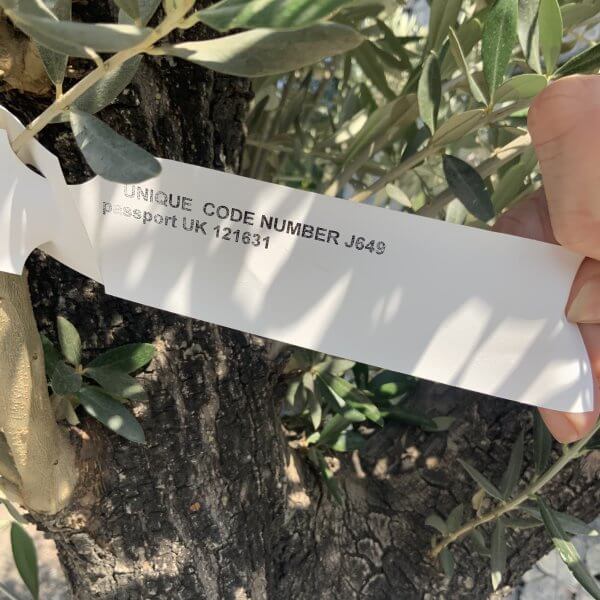 UNIQUE CODE NUMBER J649
passport UK 121631